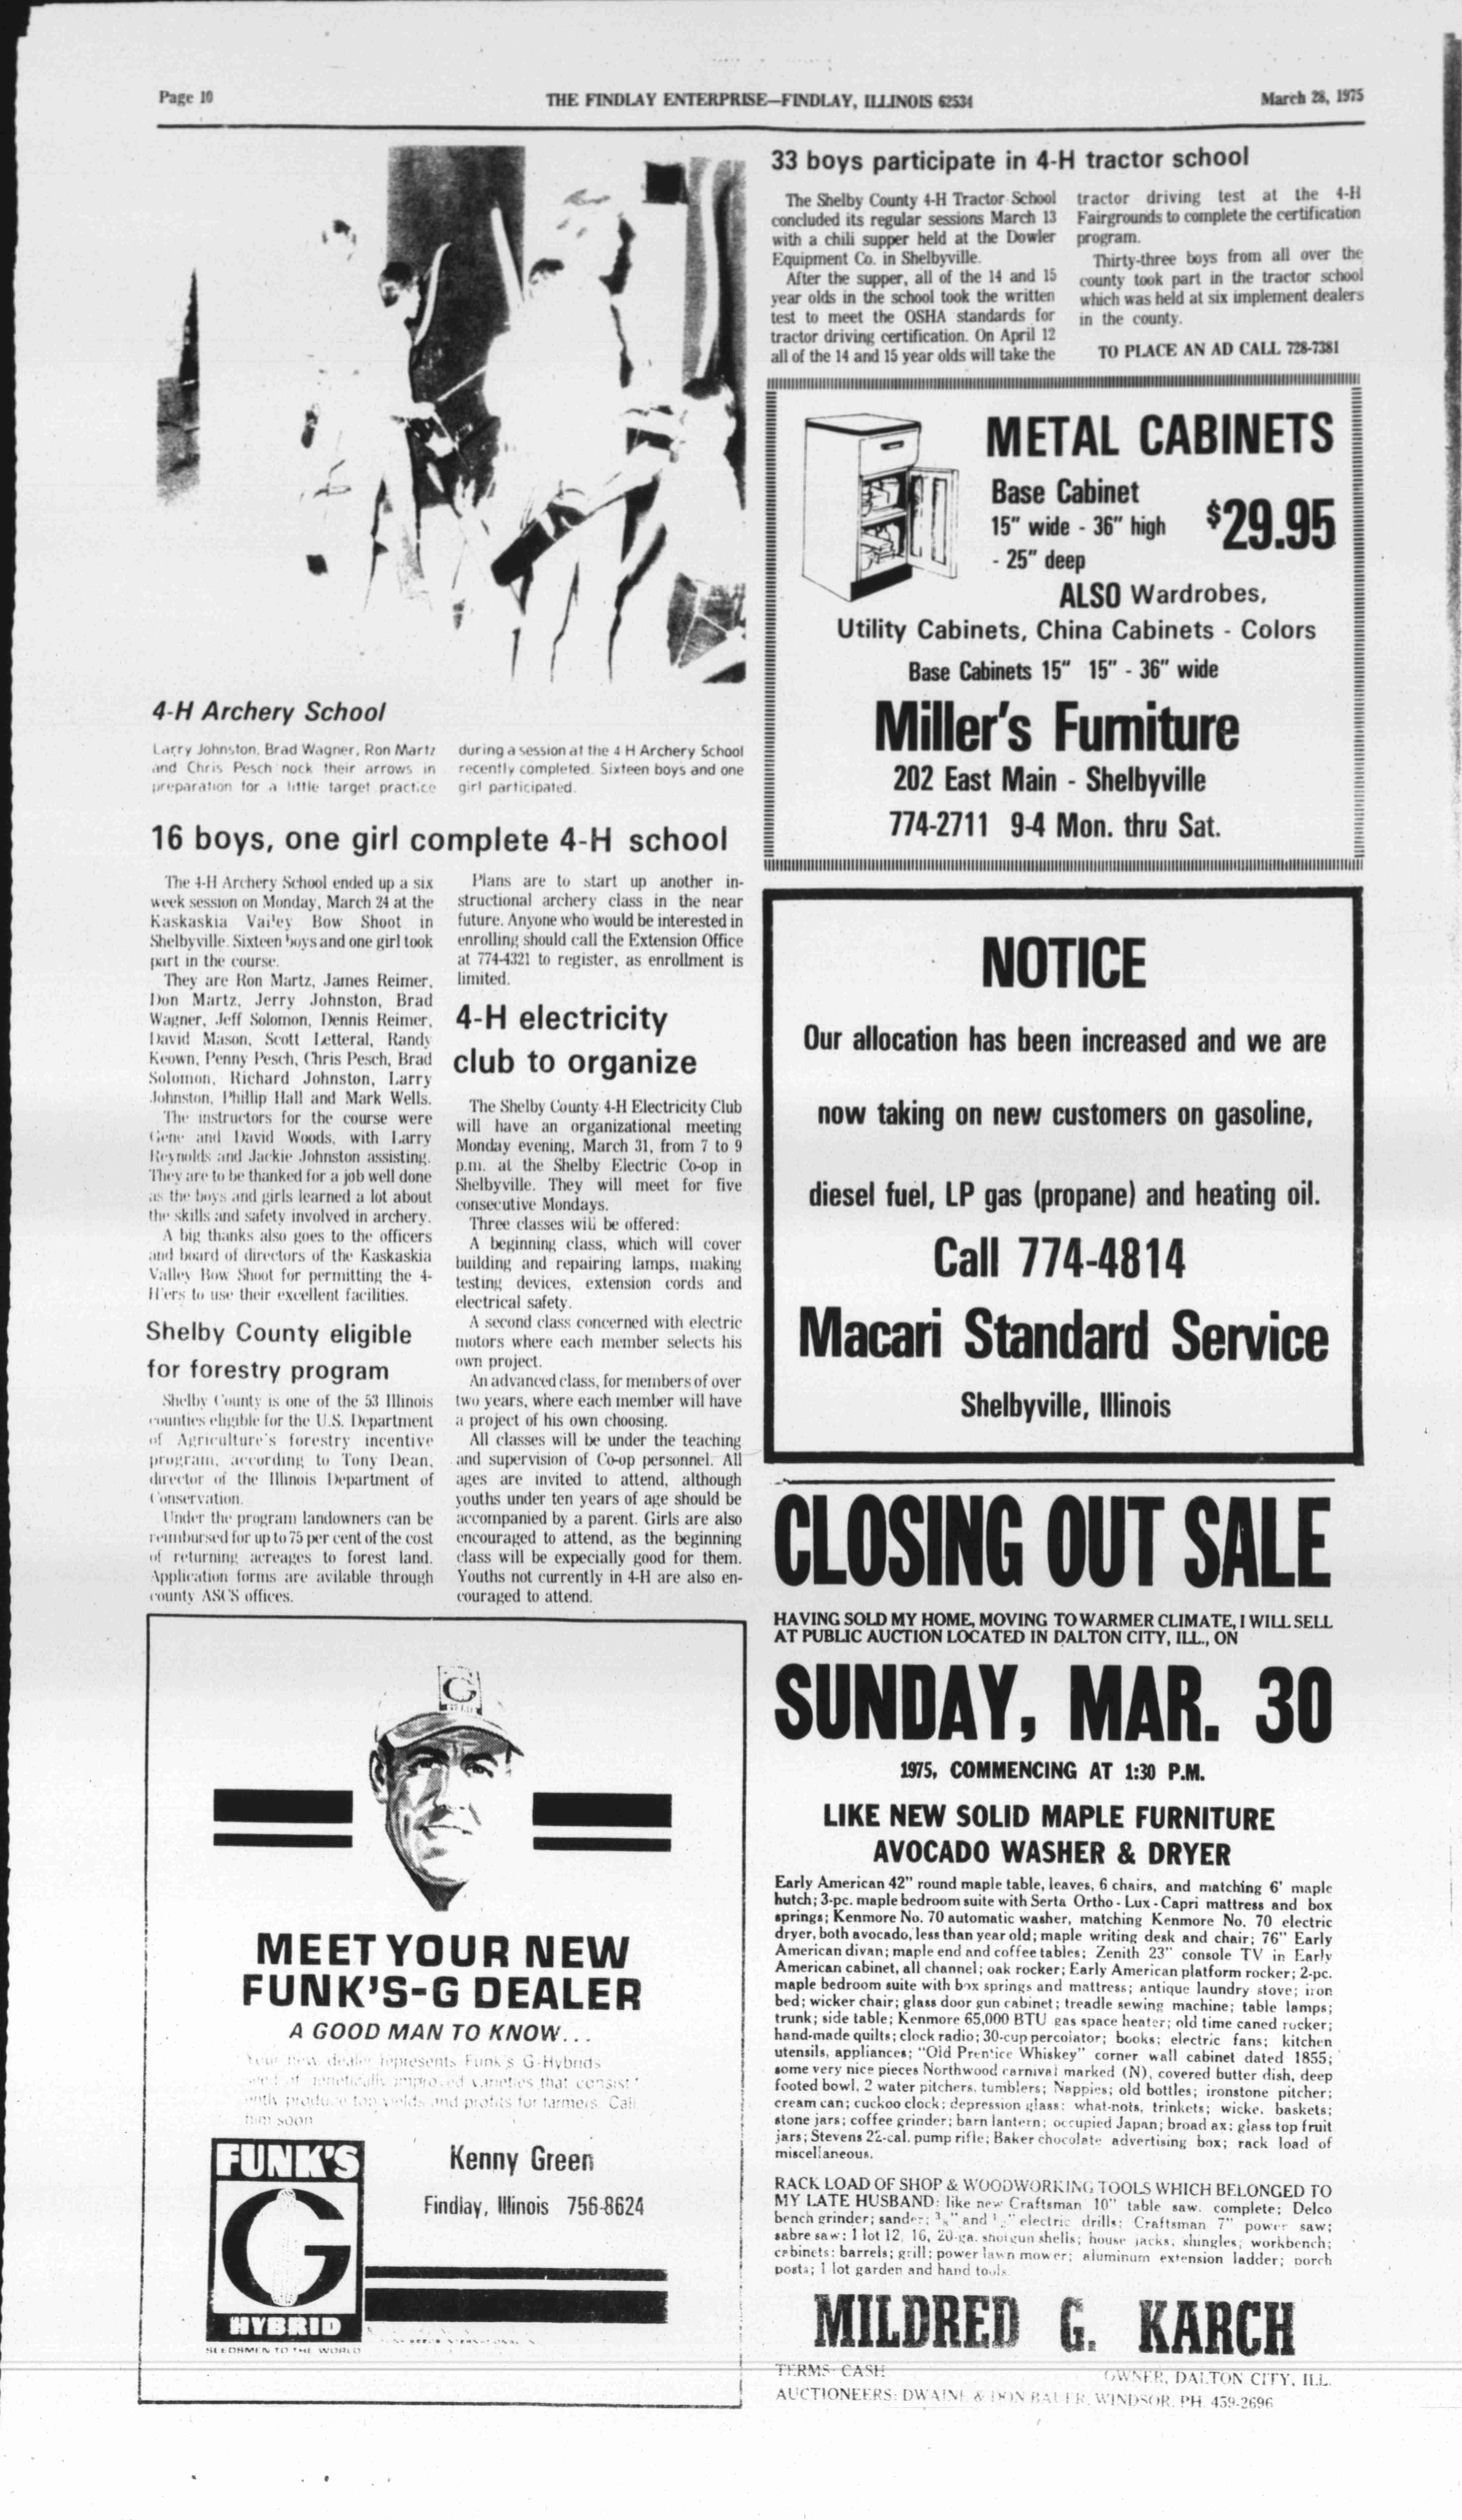 Page 10
THE FINDLAY ENTERPRISE—FINDLAY, ILLINOIS 62534
March 28, 1975
4-H Archery School
Larry Johnston, Brad Wagner, Ron Martz
and Chris Pesch nock their arrows in
preparation for a little target practice
during a session at the 4 H Archery School
recently completed. Sixteen boys and one
girl participated.
16 boys, one girl complete 4-H school
The 4-H Archery School ended up a six
week session on Monday, March 24 at the
Kaskaskia Valley Bow Shoot in
Shelbyville. Sixteen boys and one girl took
part in the course.
They are Ron Martz, James Reimer,
Don Martz, Jerry Johnston, Brad
Wagner, Jeff Solomon, Dennis Reimer,
David Mason, Scott Letteral, Randy
Keown, Penny Pesch, Chris Pesch, Brad
Solomon, Richard Johnston, Larry
Johnston, Phillip Hall and Mark Wells.
The instructors for the course were
Gene and David Woods, with Larry
Reynolds and Jackie Johnston assisting.
They are to be thanked for a job well done
as the boys and girls learned a lot about
the skills and safety involved in archery.
A big thanks also goes to the officers
and board of directors of the Kaskaskia
Valley Bow Shoot for permitting the 4-
H'ers to use their excellent facilities.
Plans are to start up another in-
structional archery class in the near
future. Anyone who would be interested in
enrolling should call the Extension Office
at 774-4321 to register, as enrollment is
limited.
Shelby County eligible
for forestry program
Shelby County is one of the 53 Illinois
counties eligible for the U.S. Department
of Agriculture's forestry incentive
program, according to Tony Dean,
director of the Illinois Department of
Conservation.
Under the program landowners can be
reimbursed for up to 75 per cent of the cost
of returning acreages to forest land.
Application forms are avilable through
county ASCS offices.
4-H electricity
club to organize
The Shelby County 4-H Electricity Club
will have an organizational meeting
Monday evening, March 31, from 7 to 9
p.m. at the Shelby Electric Co-op in
Shelbyville. They will meet for five
consecutive Mondays.
Three classes will be offered:
A beginning class, which will cover
building and repairing lamps, making
testing devices, extension cords and
electrical safety.
A second class concerned with electric
motors where each member selects his
own project.
An advanced class, for members of over
two years, where each member will have
a project of his own choosing.
All classes will be under the teaching
and supervision of Co-op personnel. All
ages are invited to attend, although
youths under ten years of age should be
accompanied by a parent. Girls are also
encouraged to attend, as the beginning
class will be expecially good for them.
Youths not currently in 4-H are also en-
couraged to attend.
G
MEET YOUR NEW
FUNK'S-G DEALER
A GOOD MAN TO KNOW...
Your new dealer represents Funk's G-Hybrids
seed of genetically improved varieties that consist-
ently produce top yields and profits for farmers. Call
him soon
FUNK'S
G
HYBRID
SEEDSMEN TO THE WORLD
Kenny Green
Findlay, Illinois 756-8624
33 boys participate in 4-H tractor school
The Shelby County 4-H Tractor School
concluded its regular sessions March 13
with a chili supper held at the Dowler
Equipment Co. in Shelbyville.
After the supper, all of the 14 and 15
year olds in the school took the written
test to meet the OSHA standards for
tractor driving certification. On April 12
all of the 14 and 15 year olds will take the
tractor driving test at the 4-H
Fairgrounds to complete the certification
program.
Thirty-three boys from all over the
county took part in the tractor school
which was held at six implement dealers
in the county.
TO PLACE AN AD CALL 728-7381
METAL CABINETS
Base Cabinet
15" wide - 36" high
- 25" deep
$29.95
ALSO Wardrobes,
Utility Cabinets, China Cabinets - Colors
Base Cabinets 15" 15" - 36" wide
Miller's Furniture
202 East Main - Shelbyville
774-2711 9-4 Mon. thru Sat.
NOTICE
Our allocation has been increased and we are
now taking on new customers on gasoline,
diesel fuel, LP gas (propane) and heating oil.
Call 774-4814
Macari Standard Service
Shelbyville, Illinois
CLOSING OUT SALE
HAVING SOLD MY HOME, MOVING TO WARMER CLIMATE, I WILL SELL
AT PUBLIC AUCTION LOCATED IN DALTON CITY, ILL., ON
SUNDAY, MAR. 30
1975, COMMENCING AT 1:30 P.M.
LIKE NEW SOLID MAPLE FURNITURE
AVOCADO WASHER & DRYER
Early American 42" round maple table, leaves, 6 chairs, and matching 6' maple
hutch; 3-pc. maple bedroom suite with Serta Ortho - Lux - Capri mattress and box
springs; Kenmore No. 70 automatic washer, matching Kenmore No. 70 electric
dryer, both avocado, less than year old; maple writing desk and chair; 76" Early
American divan; maple end and coffee tables; Zenith 23" console TV in Early
American cabinet, all channel; oak rocker; Early American platform rocker; 2-pc.
maple bedroom suite with box springs and mattress; antique laundry stove; iron
bed; wicker chair; glass door gun cabinet; treadle sewing machine; table lamps;
trunk; side table; Kenmore 65,000 BTU gas space heater; old time caned rocker;
hand-made quilts; clock radio; 30-cup percolator; books; electric fans; kitchen
utensils, appliances; "Old Prentice Whiskey" corner wall cabinet dated 1855;
some very nice pieces Northwood carnival marked (N), covered butter dish, deep
footed bowl, 2 water pitchers, tumblers; Nappies; old bottles; ironstone pitcher;
cream can; cuckoo clock; depression glass; what-nots, trinkets; wicke. baskets;
stone jars; coffee grinder; barn lantern; occupied Japan; broad ax; glass top fruit
jars; Stevens 22-cal. pump rifle; Baker chocolate advertising box; rack load of
miscellaneous.
RACK LOAD OF SHOP & WOODWORKING TOOLS WHICH BELONGED TO
MY LATE HUSBAND: like new Craftsman 10" table saw, complete; Delco
bench grinder; sander; 3/8" and 1/2" electric drills; Craftsman 7" power saw;
sabre saw; 1 lot 12, 16, 20-ga. shotgun shells; house jacks, shingles; workbench;
cabinets; barrels; grill; power lawn mower; aluminum extension ladder; porch
posts; 1 lot garden and hand tools.
MILDRED G. KARCH
TERMS: CASH
OWNER, DALTON CITY, ILL.
AUCTIONEERS: DWAINE & DON BAUER, WINDSOR, PH. 459-2696